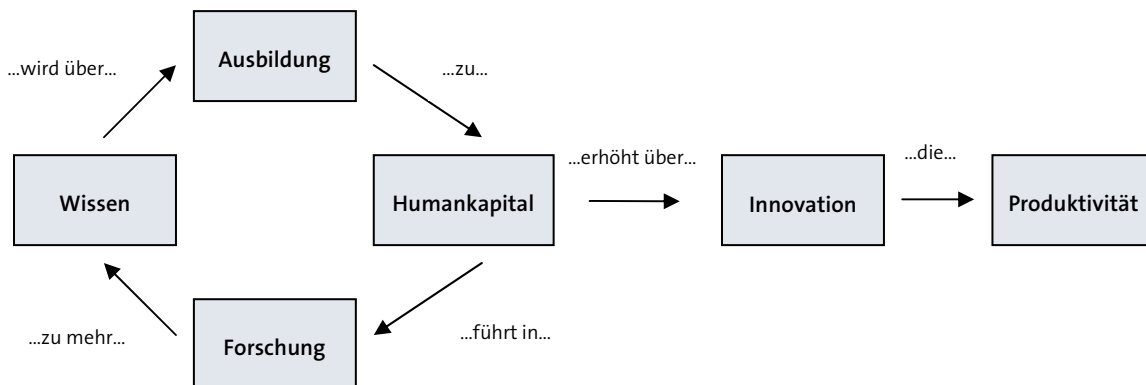 Ausbildung
...wird über...
...zu...
...erhöht über...
...die...
Wissen
Humankapital
Innovation
Produktivität
...zu mehr...
...führt in...
Forschung